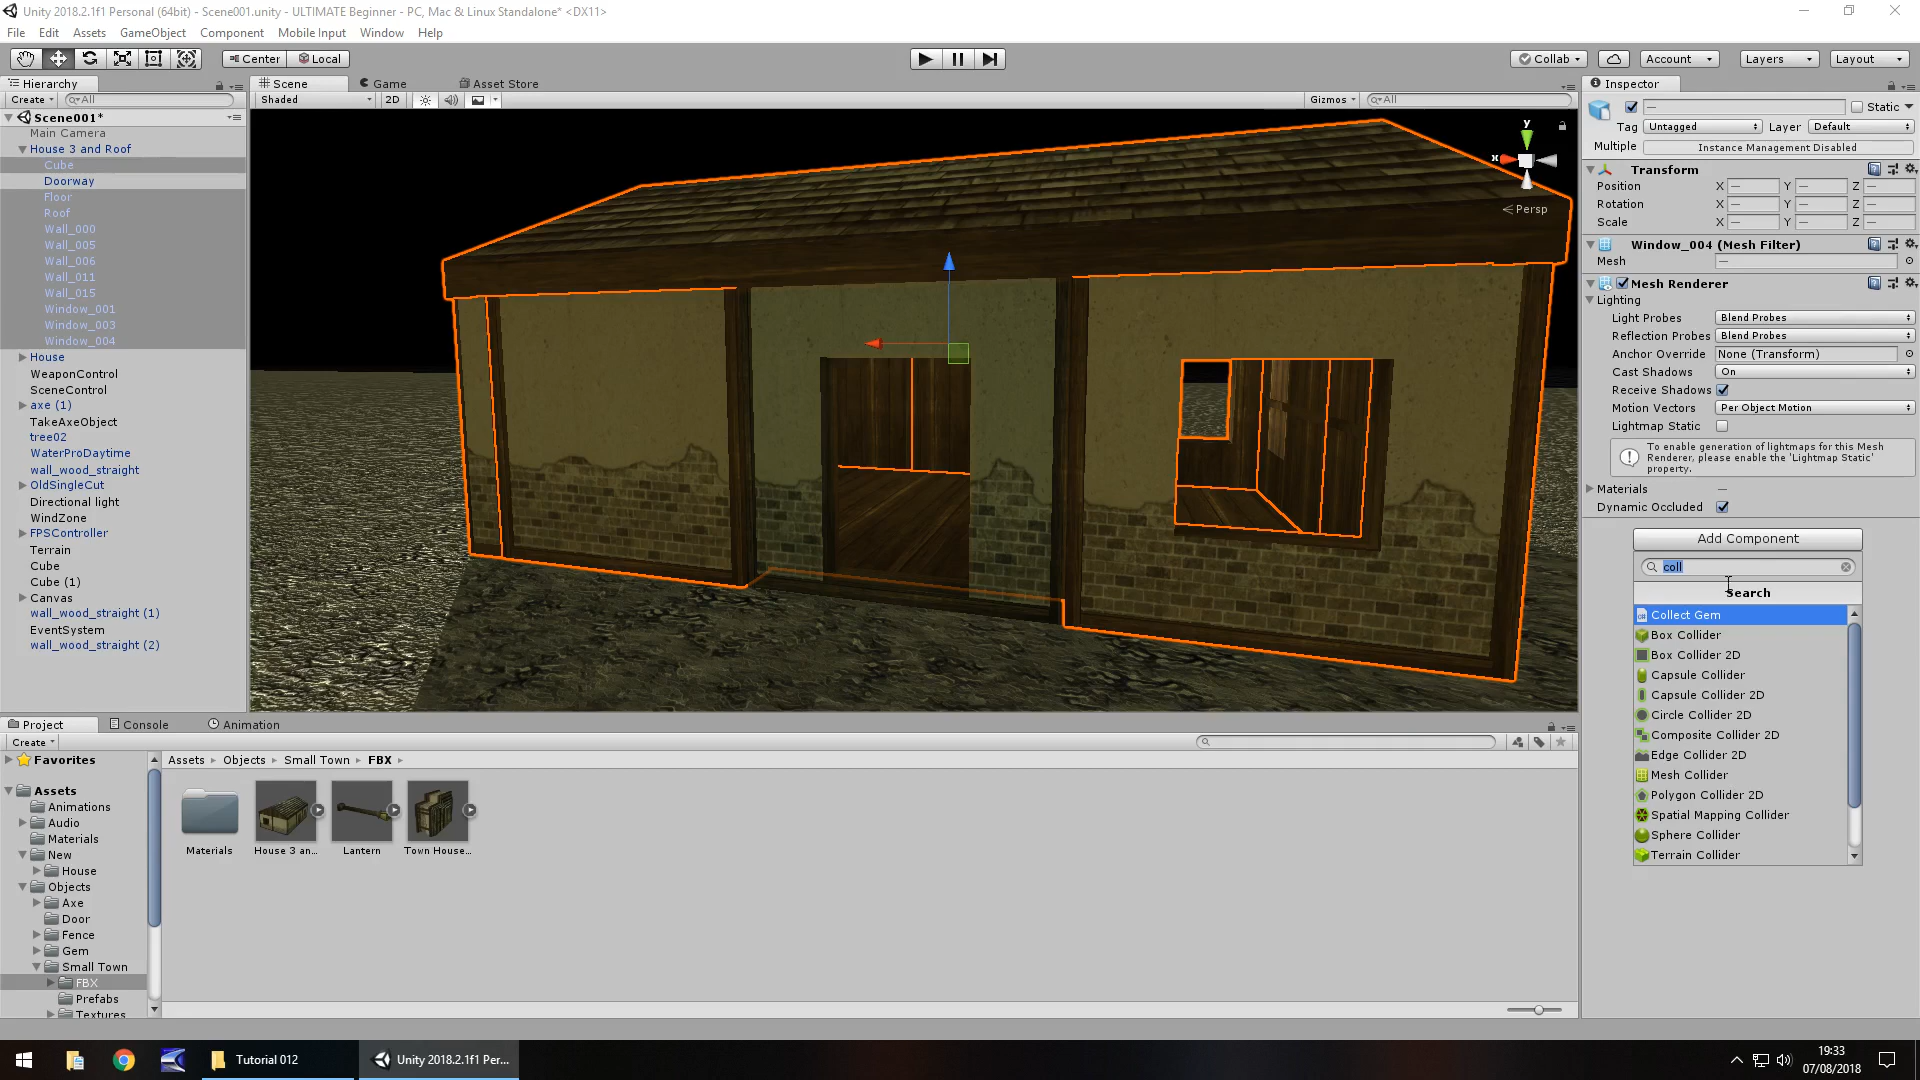 Unity 2018.2.1f1 Personal (64bit) - Scene001.unity - ULTIMATE Beginner - PC, Mac & Linux Standalone* <DX11>
File Edit Assets GameObject Component Mobile Input Window Help
Center Local Collab Account Layers Layout
Hierarchy
Create All
Scene001*
Main Camera
House 3 and Roof
Cube
Doorway
Floor
Roof
Wall_000
Wall_005
Wall_006
Wall_011
Wall_015
Window_001
Window_003
Window_004
House
WeaponControl
SceneControl
axe (1)
TakeAxeObject
tree02
WaterProDaytime
wall_wood_straight
OldSingleCut
Directional light
WindZone
FPSController
Terrain
Cube
Cube (1)
Canvas
wall_wood_straight (1)
EventSystem
wall_wood_straight (2)
Scene Game Asset Store
Shaded 2D Gizmos All
y
x
Persp
Inspector
— Static
Tag Untagged Layer Default
Multiple Instance Management Disabled
Transform
Position X — Y — Z —
Rotation X — Y — Z —
Scale X — Y — Z —
Window_004 (Mesh Filter)
Mesh —
Mesh Renderer
Lighting
Light Probes Blend Probes
Reflection Probes Blend Probes
Anchor Override None (Transform)
Cast Shadows On
Receive Shadows
Motion Vectors Per Object Motion
Lightmap Static
To enable generation of lightmaps for this Mesh
Renderer, please enable the 'Lightmap Static'
property.
Materials —
Dynamic Occluded
Add Component
coll
Search
Collect Gem
Box Collider
Box Collider 2D
Capsule Collider
Capsule Collider 2D
Circle Collider 2D
Composite Collider 2D
Edge Collider 2D
Mesh Collider
Polygon Collider 2D
Spatial Mapping Collider
Sphere Collider
Terrain Collider
Project Console Animation
Create
Favorites
Assets
Animations
Audio
Materials
New
House
Objects
Axe
Door
Fence
Gem
Small Town
FBX
Prefabs
Textures
Assets Objects Small Town FBX
Materials House 3 an... Lantern Town House...
Tutorial 012 Unity 2018.2.1f1 Per...
19:33
07/08/2018